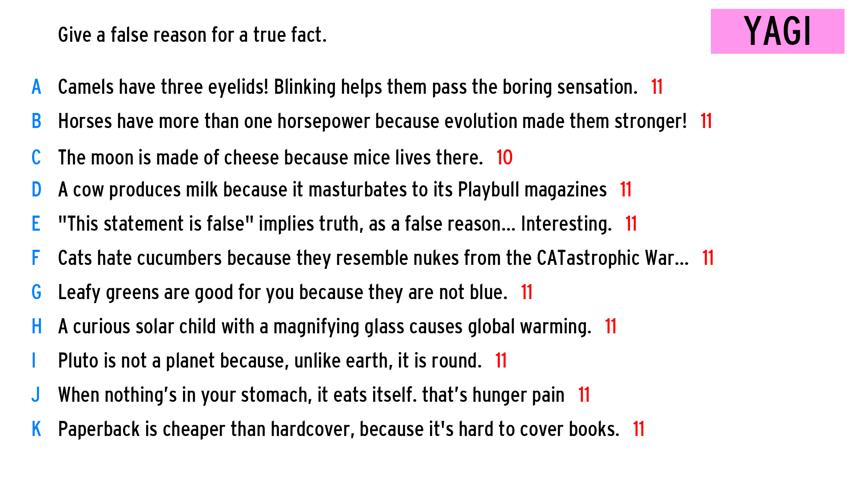 Give a false reason for a true fact.
YAGI
A Camels have three eyelids! Blinking helps them pass the boring sensation. 11
B Horses have more than one horsepower because evolution made them stronger! 11
C The moon is made of cheese because mice lives there. 10
D A cow produces milk because it masturbates to its Playbull magazines 11
E "This statement is false" implies truth, as a false reason... Interesting. 11
F Cats hate cucumbers because they resemble nukes from the CATastrophic War... 11
G Leafy greens are good for you because they are not blue. 11
H A curious solar child with a magnifying glass causes global warming. 11
I Pluto is not a planet because, unlike earth, it is round. 11
J When nothing's in your stomach, it eats itself. that's hunger pain 11
K Paperback is cheaper than hardcover, because it's hard to cover books. 11